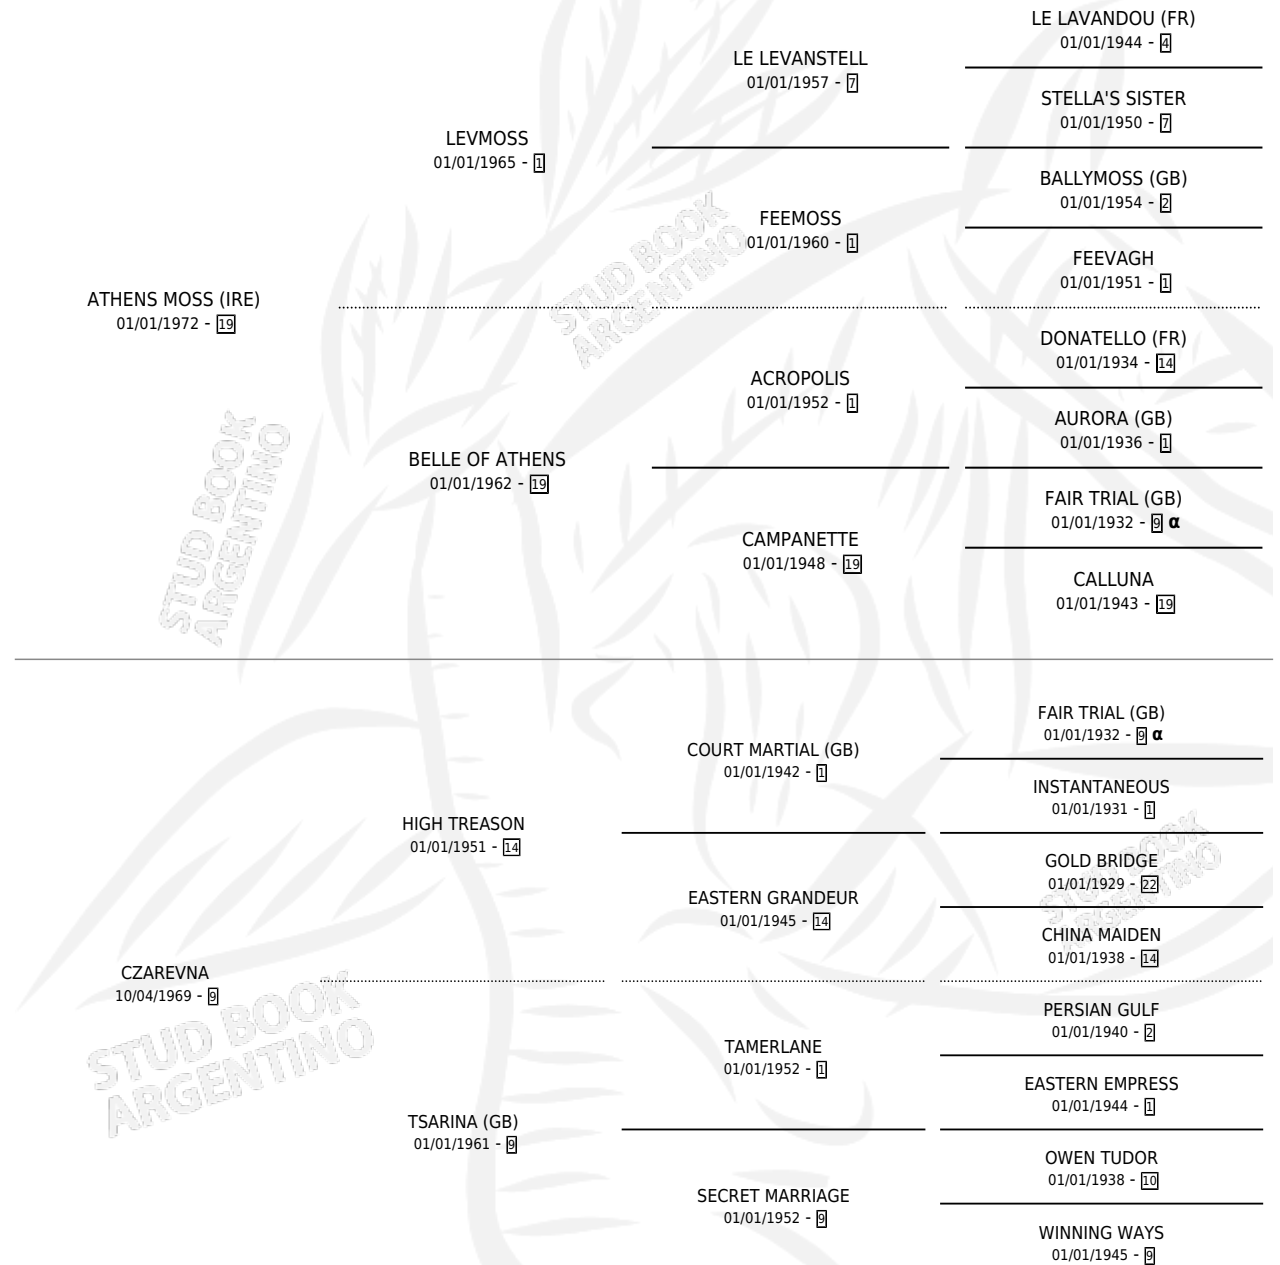 LE LAVANDOU (FR)
01/01/1944 - 4
LE LEVANSTELL
01/01/1957 - 7
STELLA'S SISTER
01/01/1950 - 7
LEVMOSS
01/01/1965 - 1
BALLYMOSS (GB)
01/01/1954 - 2
FEEMOSS
01/01/1960 - 1
FEEVAGH
01/01/1951 - 1
ATHENS MOSS (IRE)
01/01/1972 - 19
DONATELLO (FR)
01/01/1934 - 14
ACROPOLIS
01/01/1952 - 1
AURORA (GB)
01/01/1936 - 1
BELLE OF ATHENS
01/01/1962 - 19
FAIR TRIAL (GB)
01/01/1932 - 9 α
CAMPANETTE
01/01/1948 - 19
CALLUNA
01/01/1943 - 19
FAIR TRIAL (GB)
01/01/1932 - 9 α
COURT MARTIAL (GB)
01/01/1942 - 1
INSTANTANEOUS
01/01/1931 - 1
HIGH TREASON
01/01/1951 - 14
GOLD BRIDGE
01/01/1929 - 22
EASTERN GRANDEUR
01/01/1945 - 14
CHINA MAIDEN
01/01/1938 - 14
CZAREVNA
10/04/1969 - 9
PERSIAN GULF
01/01/1940 - 2
TAMERLANE
01/01/1952 - 1
EASTERN EMPRESS
01/01/1944 - 1
TSARINA (GB)
01/01/1961 - 9
OWEN TUDOR
01/01/1938 - 10
SECRET MARRIAGE
01/01/1952 - 9
WINNING WAYS
01/01/1945 - 9
STUD BOOK
ARGENTINO
STUD BOOK
ARGENTINO
STUD BOOK
ARGENTINO
STUD BOOK
ARGENTINO